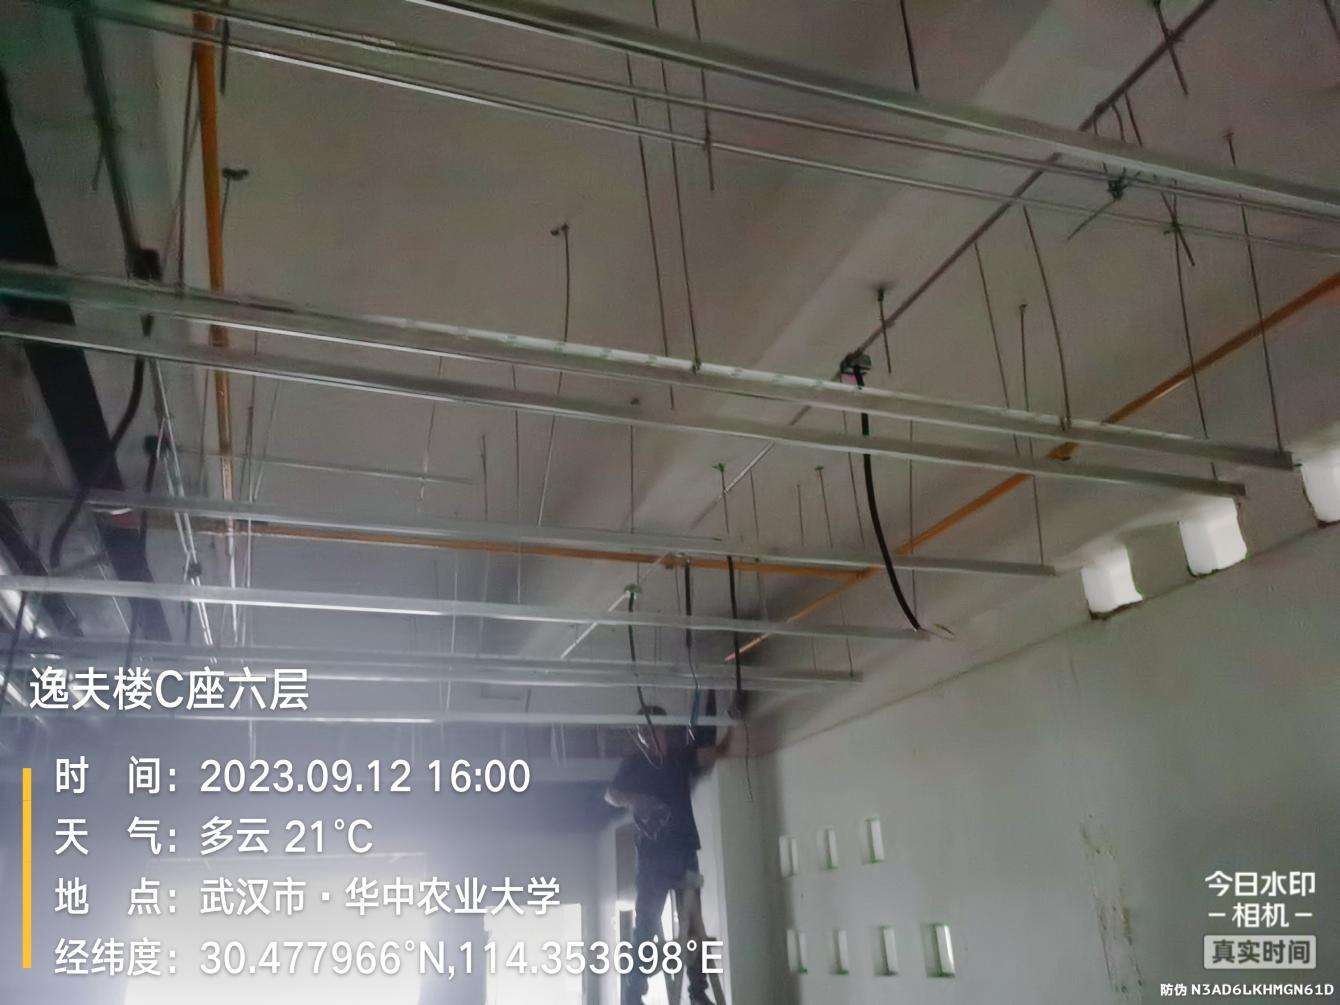 逸夫楼C座六层
时 间：2023.09.12 16:00
天 气：多云 21℃
地 点：武汉市·华中农业大学
经纬度：30.477966°N,114.353698°E
今日水印
-相机-
真实时间
防伪 N3AD6LKHMGN61D